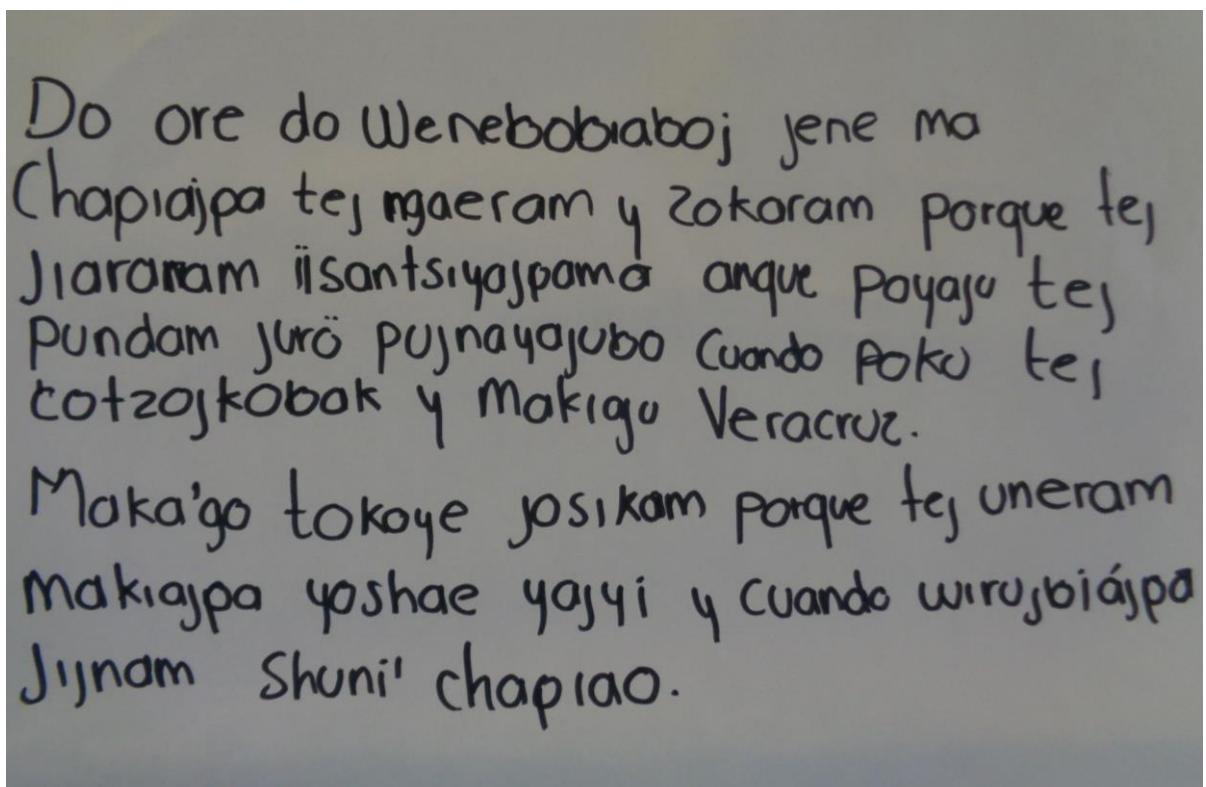 Do ore do wenebobiaboj jene ma
Chapiajpa tej ngaeram y zokoram porque tej
Jiararam iisantsiyajpama anque poyaju tej
pundam jurö pujnayajubo cuando poku tej
cotzojkobak y makigu Veracruz.
Maka'go tokoye josikam porque tej uneram
makiajpa yoshae yajyi y cuando wirujbiájpa
Jijnam Shuni' chapiao.